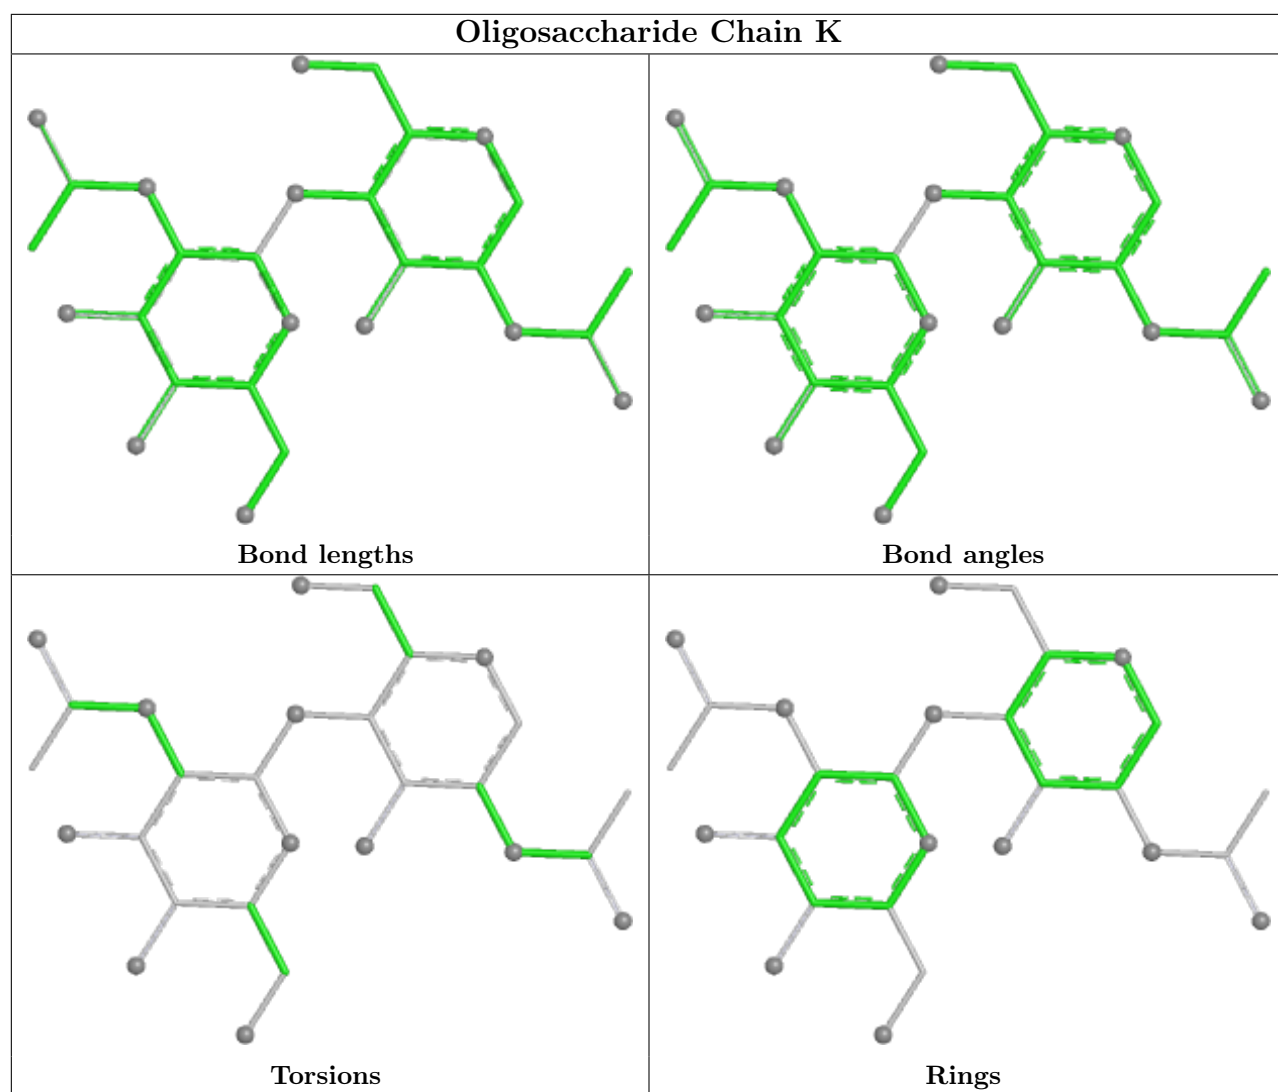 Oligosaccharide Chain K
Bond lengths
Bond angles
Torsions
Rings